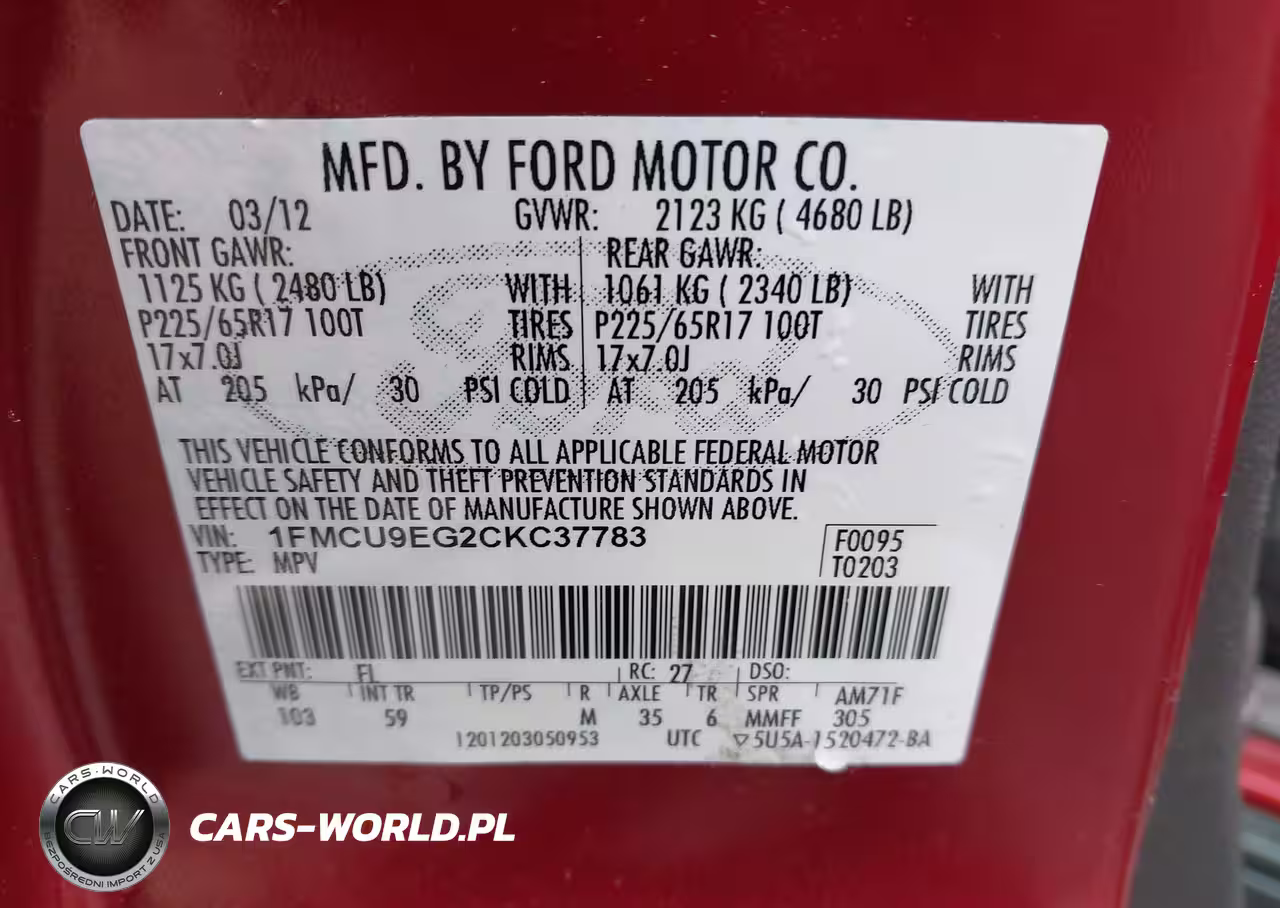 MFD. BY FORD MOTOR CO.
DATE: 03/12 GVWR: 2123 KG ( 4680 LB)
FRONT GAWR: REAR GAWR:
1125 KG ( 2480 LB) WITH 1061 KG ( 2340 LB) WITH
P225/65R17 100T TIRES P225/65R17 100T TIRES
17x7.0J RIMS 17x7.0J RIMS
AT 205 kPa/ 30 PSI COLD AT 205 kPa/ 30 PSI COLD
THIS VEHICLE CONFORMS TO ALL APPLICABLE FEDERAL MOTOR
VEHICLE SAFETY AND THEFT PREVENTION STANDARDS IN
EFFECT ON THE DATE OF MANUFACTURE SHOWN ABOVE.
VIN: 1FMCU9EG2CKC37783 F0095
TYPE: MPV T0203
EXT PNT: FL RC: 27 DSO:
WB INT TR TP/PS R AXLE TR SPR AM71F
103 59 M 35 6 MMFF 305
1201203050953 UTC ▽5U5A-1520472-BA
CARS-WORLD
CW
BEZPOŚREDNI IMPORT Z USA
CARS-WORLD.PL